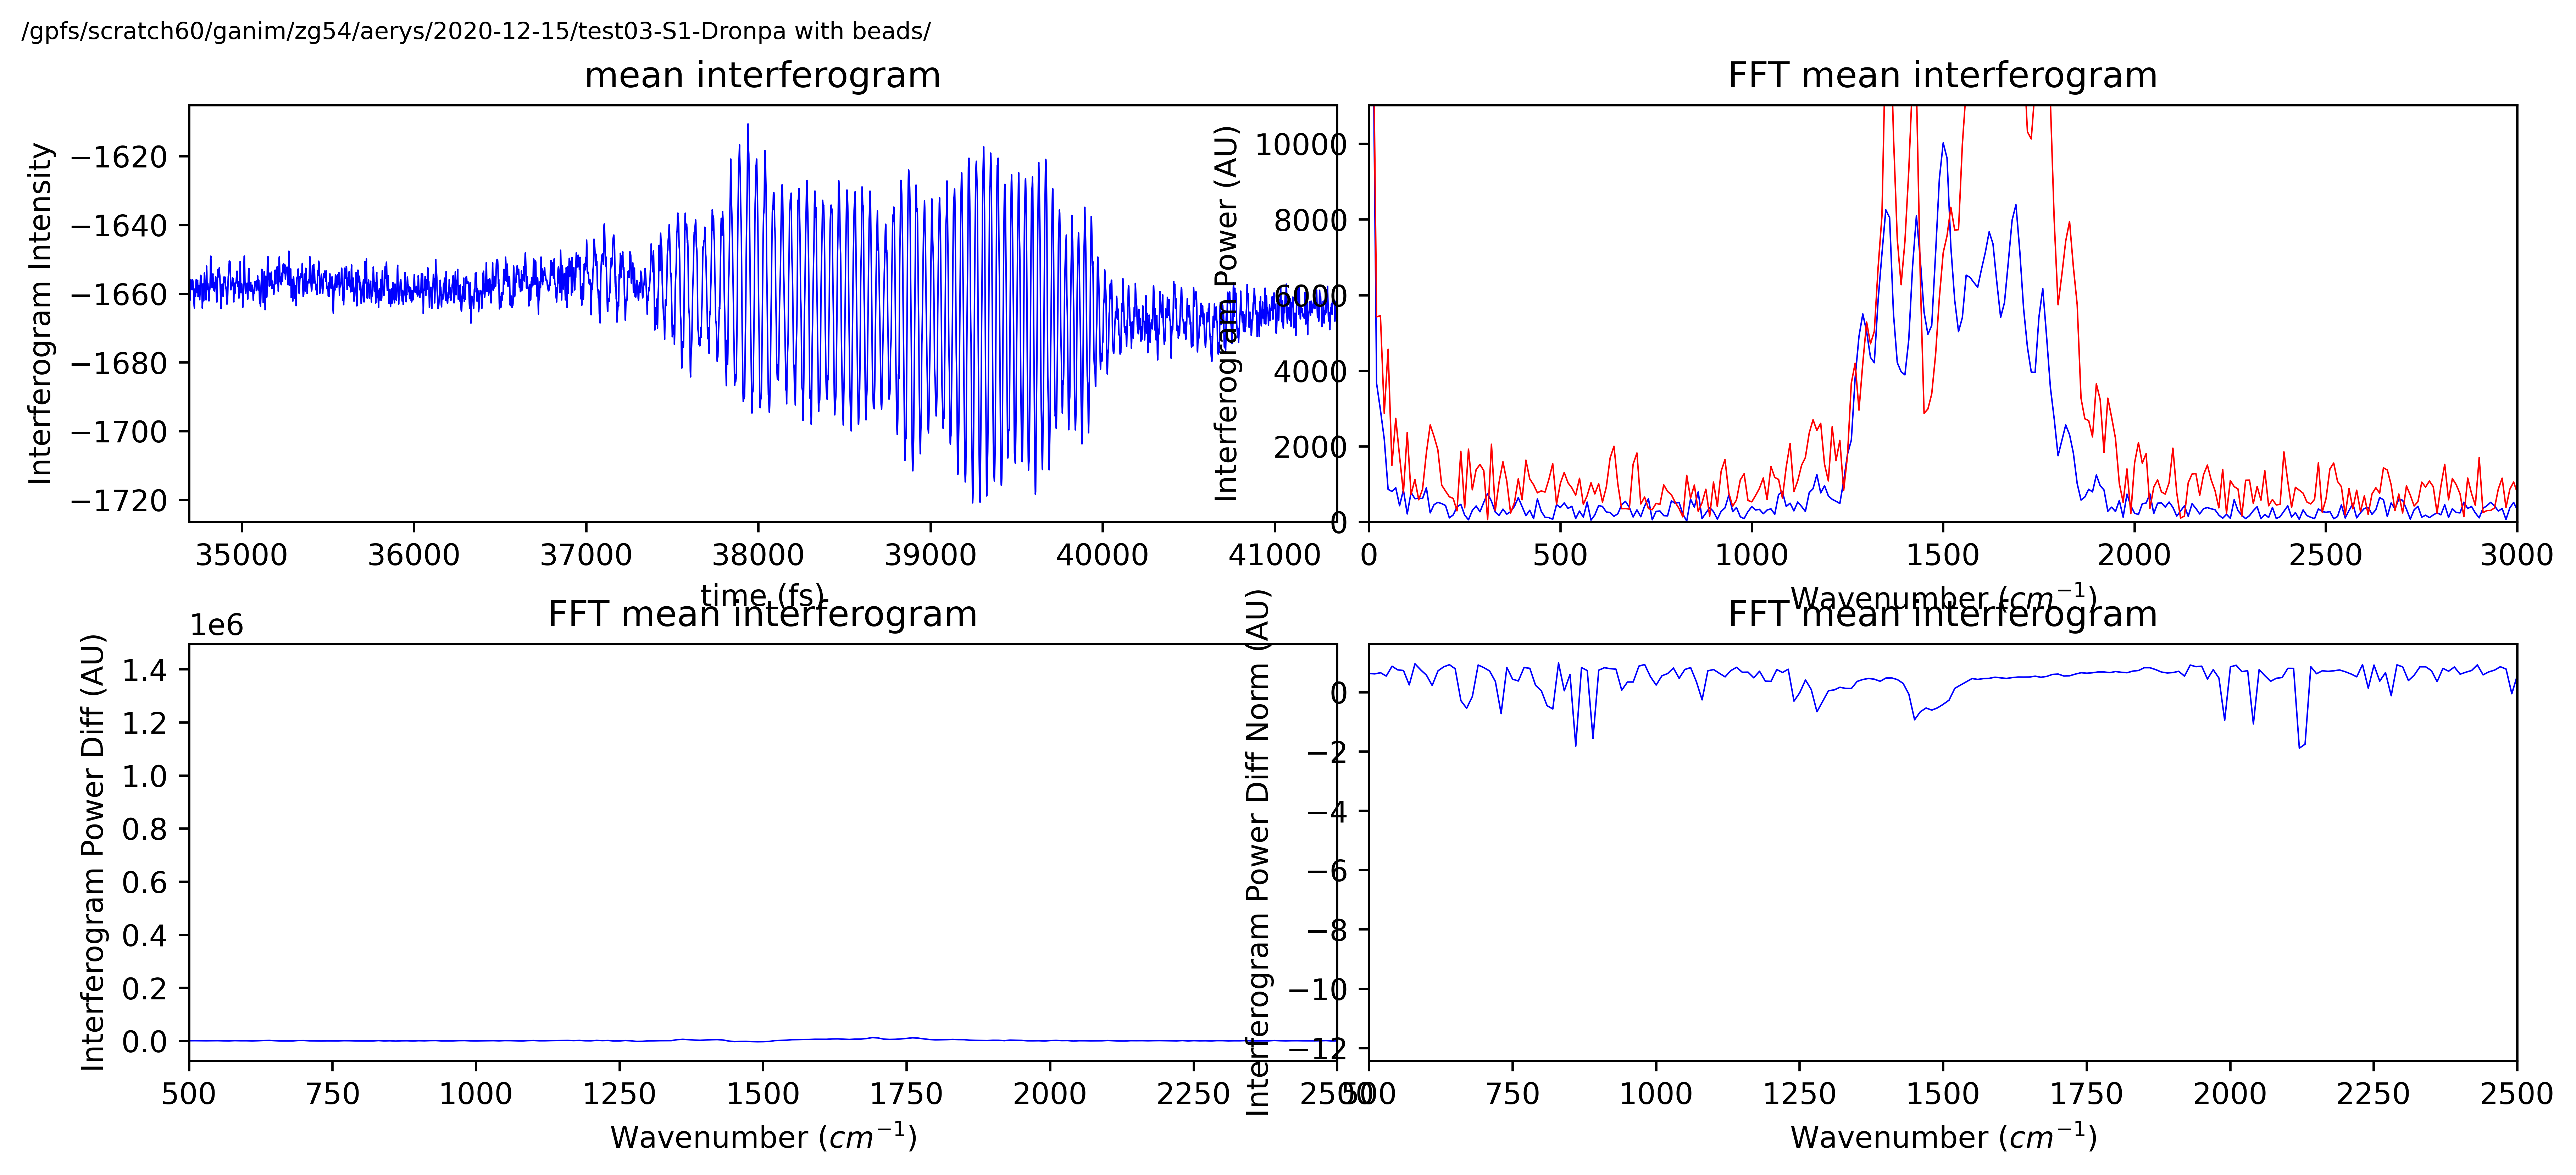 /gpfs/scratch60/ganim/zg54/aerys/2020-12-15/test03-S1-Dronpa with beads/
mean interferogram
Interferogram Intensity
−1620
−1640
−1660
−1680
−1700
−1720
35000 36000 37000 38000 39000 40000 41000
time (fs)
FFT mean interferogram
Interferogram Power (AU)
10000
8000
6000
4000
2000
0
0 500 1000 1500 2000 2500 3000
Wavenumber (cm⁻¹)
FFT mean interferogram
1e6
Interferogram Power Diff (AU)
1.4
1.2
1.0
0.8
0.6
0.4
0.2
0.0
500 750 1000 1250 1500 1750 2000 2250 2500
Wavenumber (cm⁻¹)
FFT mean interferogram
Interferogram Power Diff Norm (AU)
0
−2
−4
−6
−8
−10
−12
500 750 1000 1250 1500 1750 2000 2250 2500
Wavenumber (cm⁻¹)